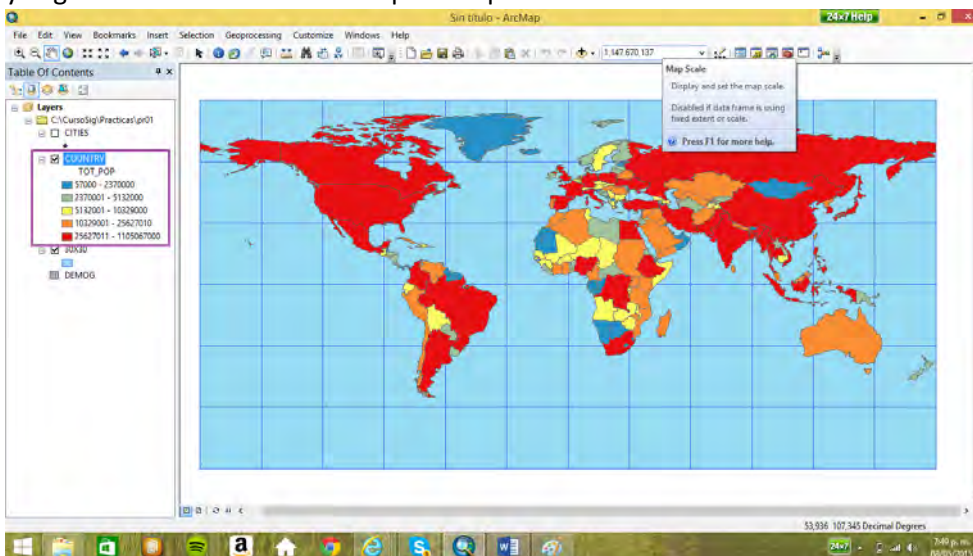 Sin título - ArcMap
24x7 Help
File Edit View Bookmarks Insert Selection Geoprocessing Customize Windows Help
1:147.670.137
Table Of Contents
Map Scale
Display and set the map scale.
Disabled if data frame is using
fixed extent or scale.
Press F1 for more help.
Layers
C:\CursoSig\Practicas\pr01
CITIES
COUNTRY
TOT_POP
57000 - 2370000
2370001 - 5132000
5132001 - 10329000
10329001 - 25627010
25627011 - 1105067000
30X30
DEMOG
53,936 107,345 Decimal Degrees
24x7
7:49 p. m.